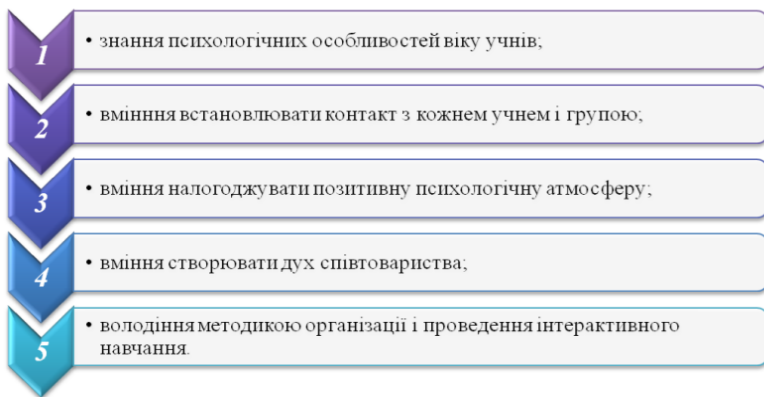 1
• знання психологічних особливостей віку учнів;
2
• вмінння встановлювати контакт з кожнем учнем і групою;
3
• вміння налогоджувати позитивну психологічну атмосферу;
4
• вміння створювати дух співтовариства;
5
• володіння методикою організації і проведення інтерактивного
навчання.